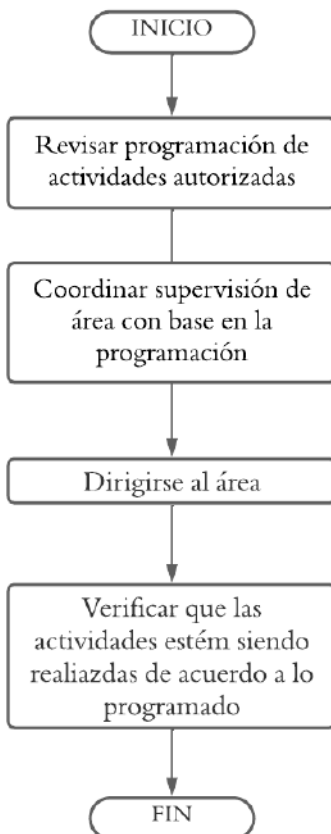 INICIO
Revisar programación de
actividades autorizadas
Coordinar supervisión de
área con base en la
programación
Dirigirse al área
Verificar que las
actividades estém siendo
realiazdas de acuerdo a lo
programado
FIN